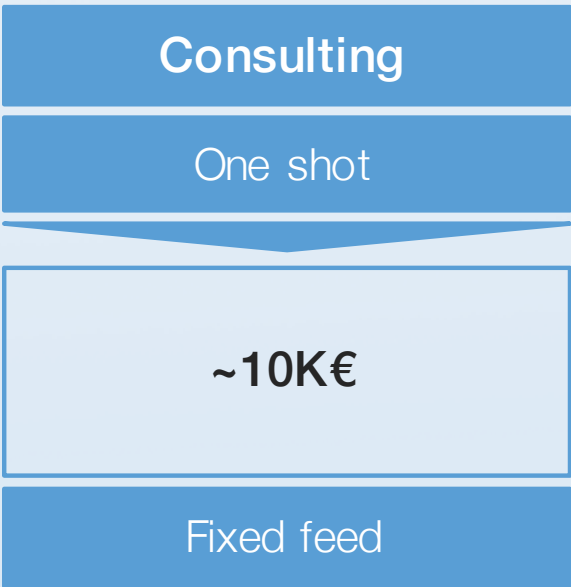 Consulting
One shot
~10K€
Fixed feed